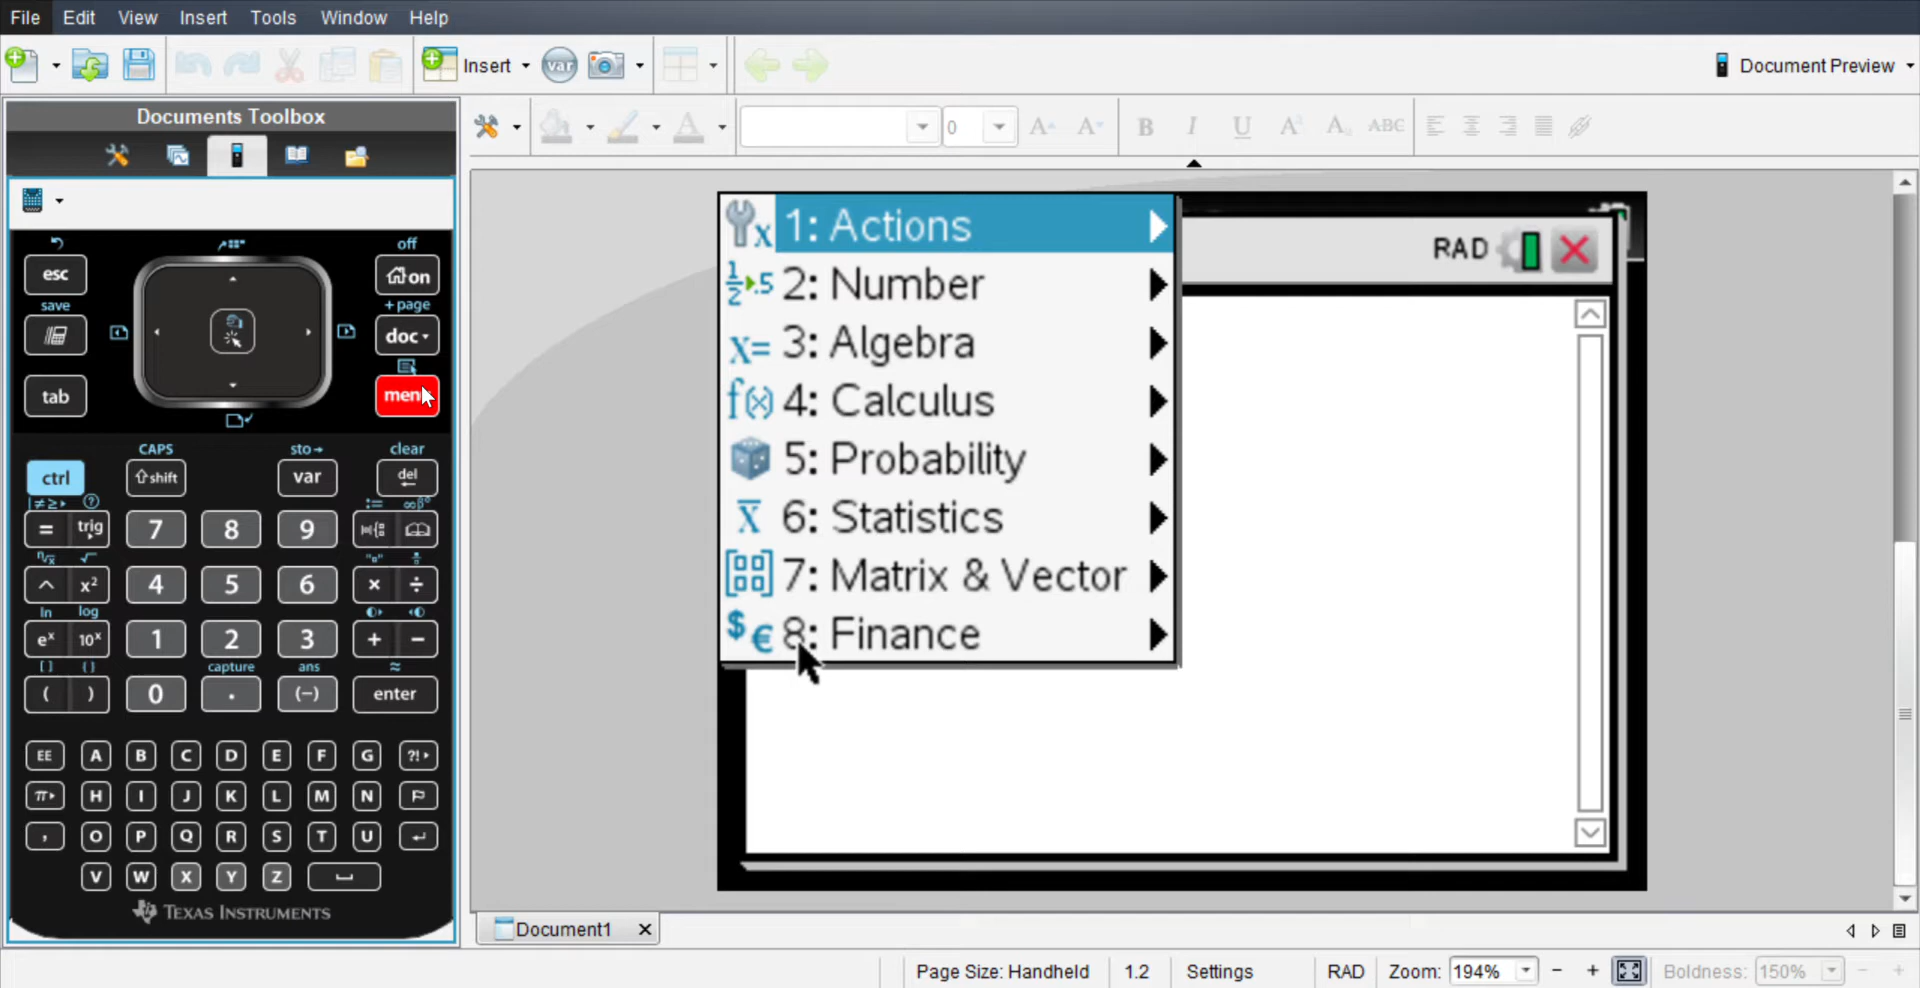 File Edit View Insert Tools Window Help
Insert var Document Preview
Documents Toolbox
0 A A B I U A A ABC
off
esc on
save + page
doc
tab men
CAPS sto→ clear
ctrl shift var del
= trig 7 8 9
^ x² 4 5 6 × ÷
ln log
eˣ 10ˣ 1 2 3 + −
[ ] { } capture ans ≈
( ) 0 . (−) enter
EE A B C D E F G ?!▸
π▸ H I J K L M N
, O P Q R S T U
V W X Y Z
TEXAS INSTRUMENTS
1: Actions
2: Number
3: Algebra
4: Calculus
5: Probability
6: Statistics
7: Matrix & Vector
8: Finance
RAD
Document1
Page Size: Handheld 1.2 Settings RAD Zoom: 194% − + Boldness: 150% − +